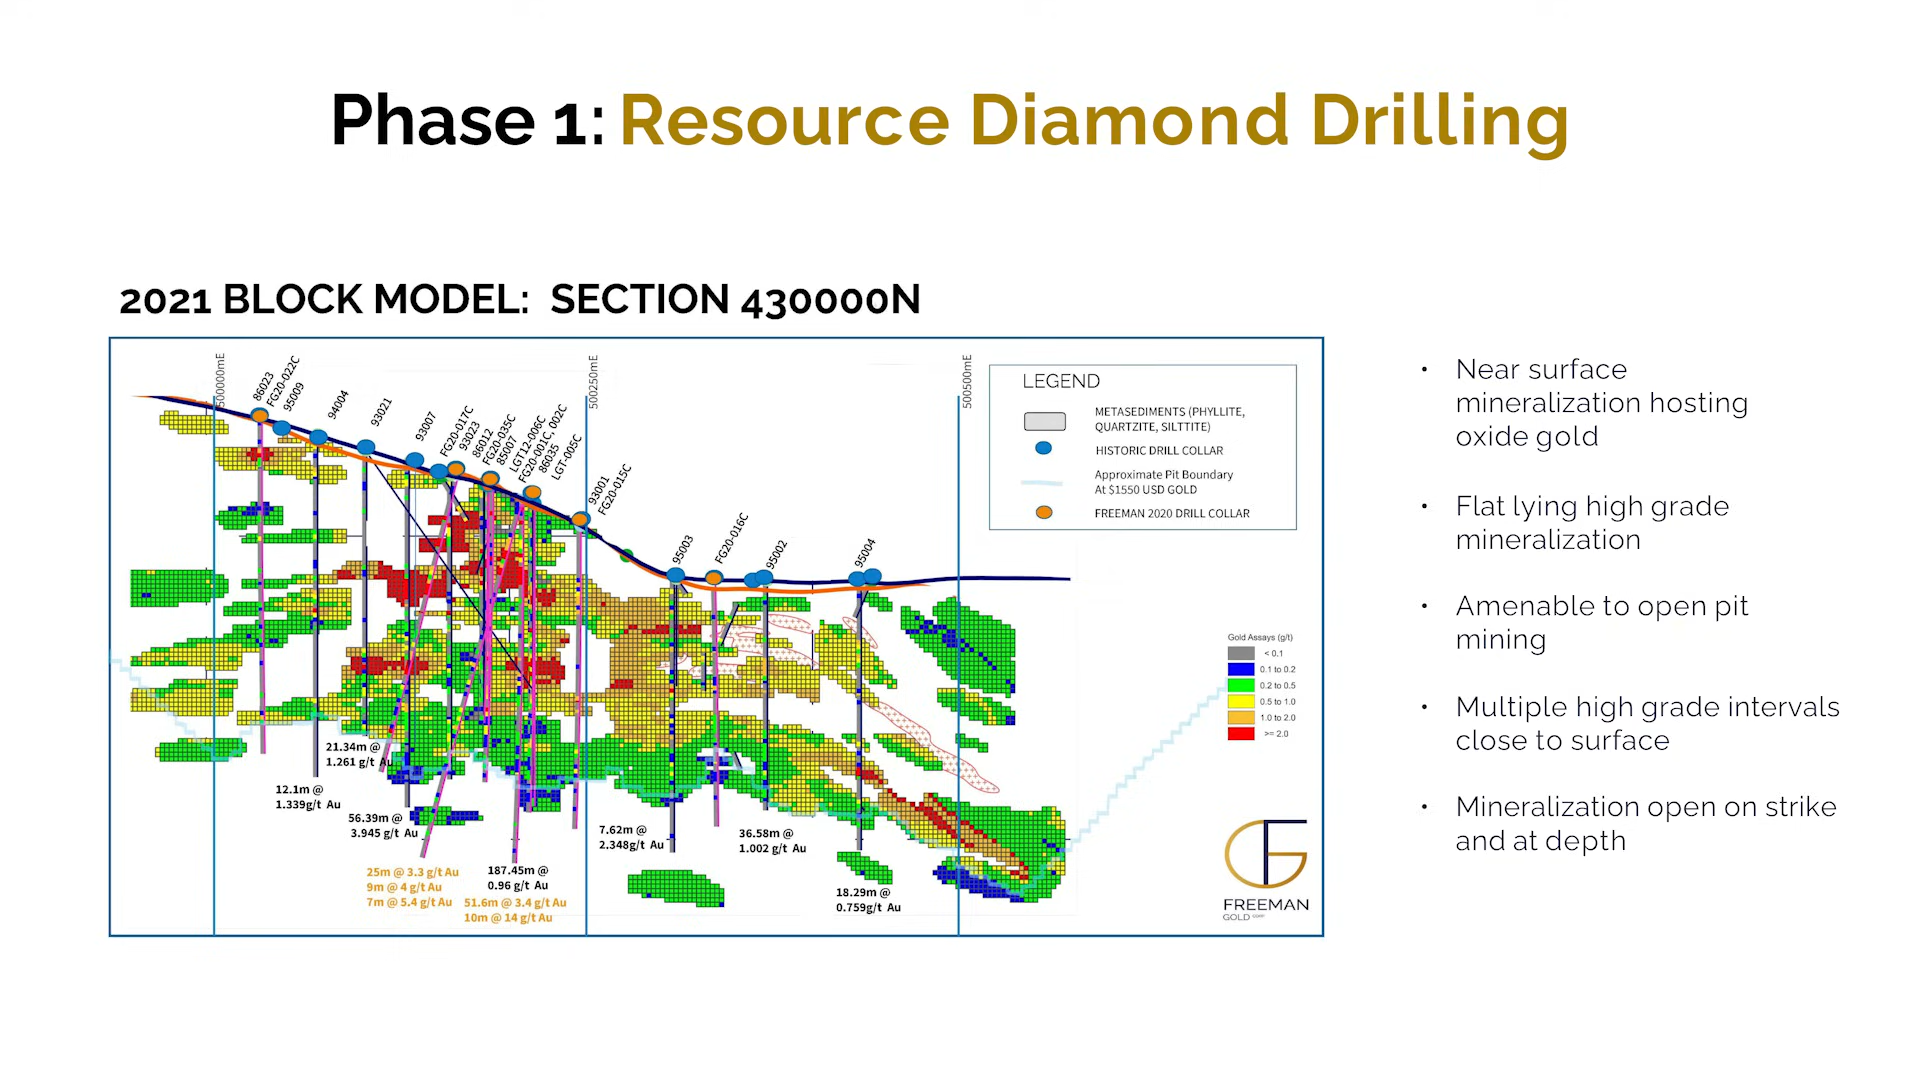 Phase 1: Resource Diamond Drilling
2021 BLOCK MODEL: SECTION 430000N
500000mE
500250mE
500500mE
86023
FG20-022C
95009
94004
93021
93007
FG20-017C
93023
86012
FG20-035C
85007
LGT12-006C
FG20-001C, 002C
86035
LGT-005C
93001
FG20-015C
95003
FG20-016C
95002
95004
LEGEND
METASEDIMENTS (PHYLLITE,
QUARTZITE, SILTTITE)
HISTORIC DRILL COLLAR
Approximate Pit Boundary
At $1550 USD GOLD
FREEMAN 2020 DRILL COLLAR
Gold Assays (g/t)
< 0.1
0.1 to 0.2
0.2 to 0.5
0.5 to 1.0
1.0 to 2.0
>= 2.0
21.34m @
1.261 g/t Au
12.1m @
1.339g/t Au
56.39m @
3.945 g/t Au
25m @ 3.3 g/t Au
9m @ 4 g/t Au
7m @ 5.4 g/t Au
187.45m @
0.96 g/t Au
51.6m @ 3.4 g/t Au
10m @ 14 g/t Au
7.62m @
2.348g/t Au
36.58m @
1.002 g/t Au
18.29m @
0.759g/t Au
FREEMAN
GOLD CORP
• Near surface
mineralization hosting
oxide gold
• Flat lying high grade
mineralization
• Amenable to open pit
mining
• Multiple high grade intervals
close to surface
• Mineralization open on strike
and at depth